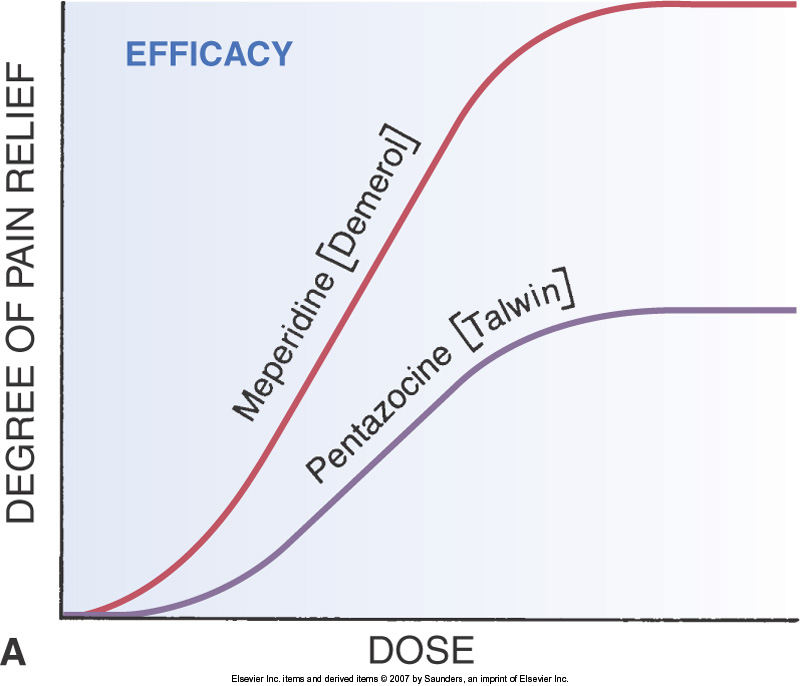 EFFICACY
DEGREE OF PAIN RELIEF
Meperidine [Demerol]
Pentazocine [Talwin]
A
DOSE
Elsevier Inc. items and derived items © 2007 by Saunders, an imprint of Elsevier Inc.